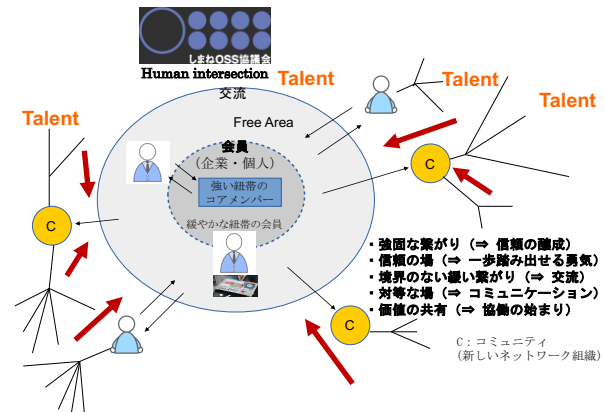 しまねOSS協議会
Human intersection
交流
Talent
Talent
Talent
Talent
Free Area
会員
（企業・個人）
強い紐帯の
コアメンバー
緩やかな紐帯の会員
C
C
C
・強固な繋がり（⇒ 信頼の醸成）
・信頼の場（⇒ 一歩踏み出せる勇気）
・境界のない緩い繋がり（⇒ 交流）
・対等な場（⇒ コミュニケーション）
・価値の共有（⇒ 協働の始まり）
C：コミュニティ
（新しいネットワーク組織）